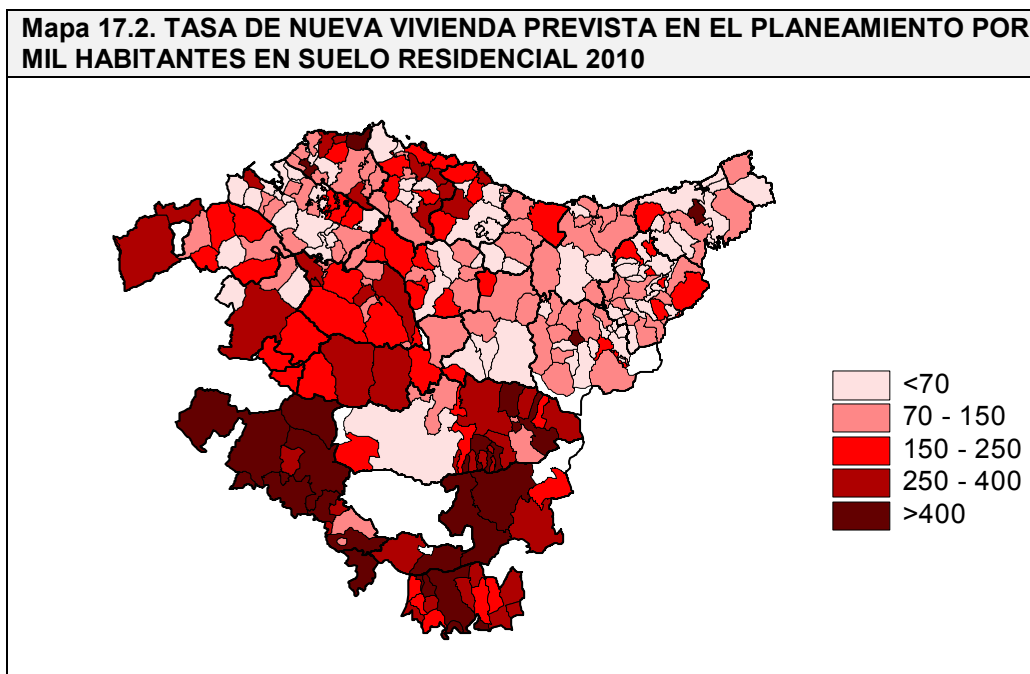 Mapa 17.2. TASA DE NUEVA VIVIENDA PREVISTA EN EL PLANEAMIENTO POR
MIL HABITANTES EN SUELO RESIDENCIAL 2010
<70
70 - 150
150 - 250
250 - 400
>400